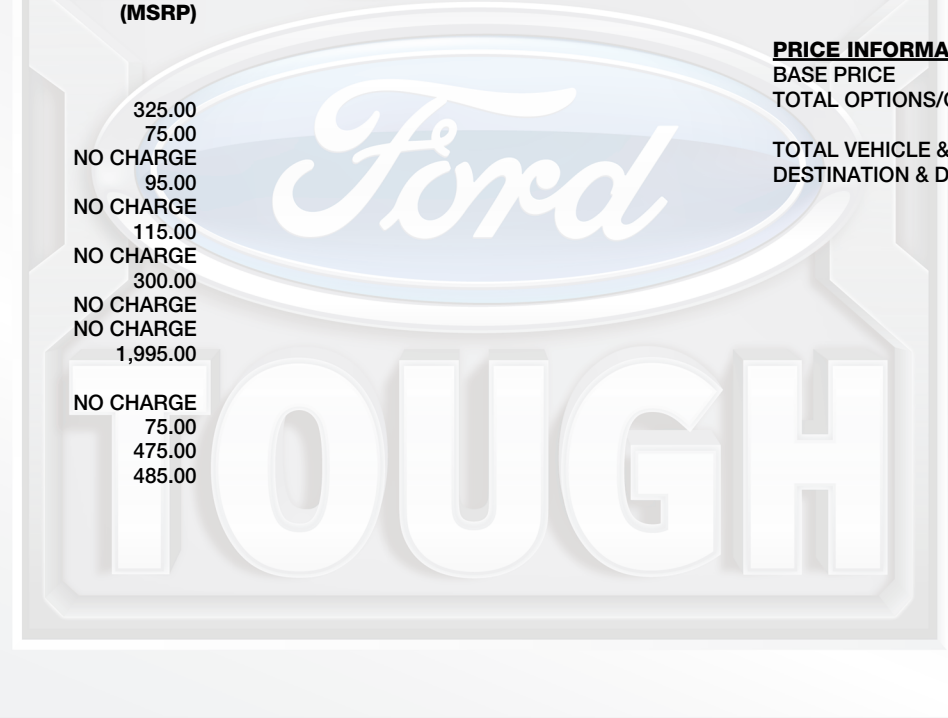 (MSRP)
325.00
75.00
NO CHARGE
95.00
NO CHARGE
115.00
NO CHARGE
300.00
NO CHARGE
NO CHARGE
1,995.00
NO CHARGE
75.00
475.00
485.00
PRICE INFORMA
BASE PRICE
TOTAL OPTIONS/
TOTAL VEHICLE &
DESTINATION & D
Ford
TOUGH